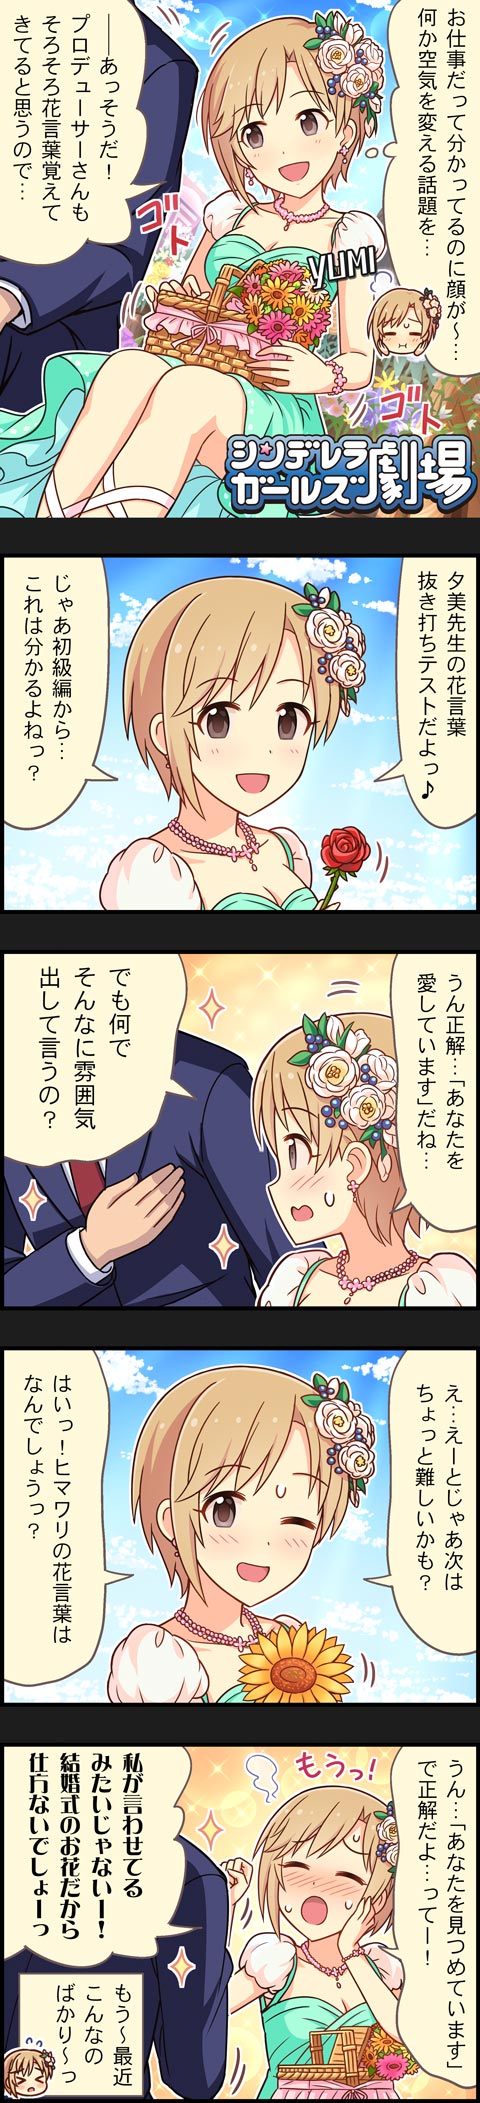 お仕事だって分かってるのに顔が～…
何か空気を変える話題を…
――あっそうだ！
プロデューサーさんも
そろそろ花言葉覚えて
きてると思うので…
ゴト
YUMI
ゴト
シンデレラ
ガールズ劇場
夕美先生の花言葉
抜き打ちテストだよっ♪
じゃあ初級編から…
これは分かるよねっ？
うん正解…「あなたを
愛しています」だね…
でも何で
そんなに雰囲気
出して言うの？
え…えーとじゃあ次は
ちょっと難しいかも？
はいっ！ヒマワリの花言葉は
なんでしょうっ？
うん…「あなたを見つめています」
で正解だよ…ってー！
もうっ！
私が言わせてる
みたいじゃないー！
結婚式のお花だから
仕方ないでしょーっ
もう～最近
こんなの
ばかり～っ